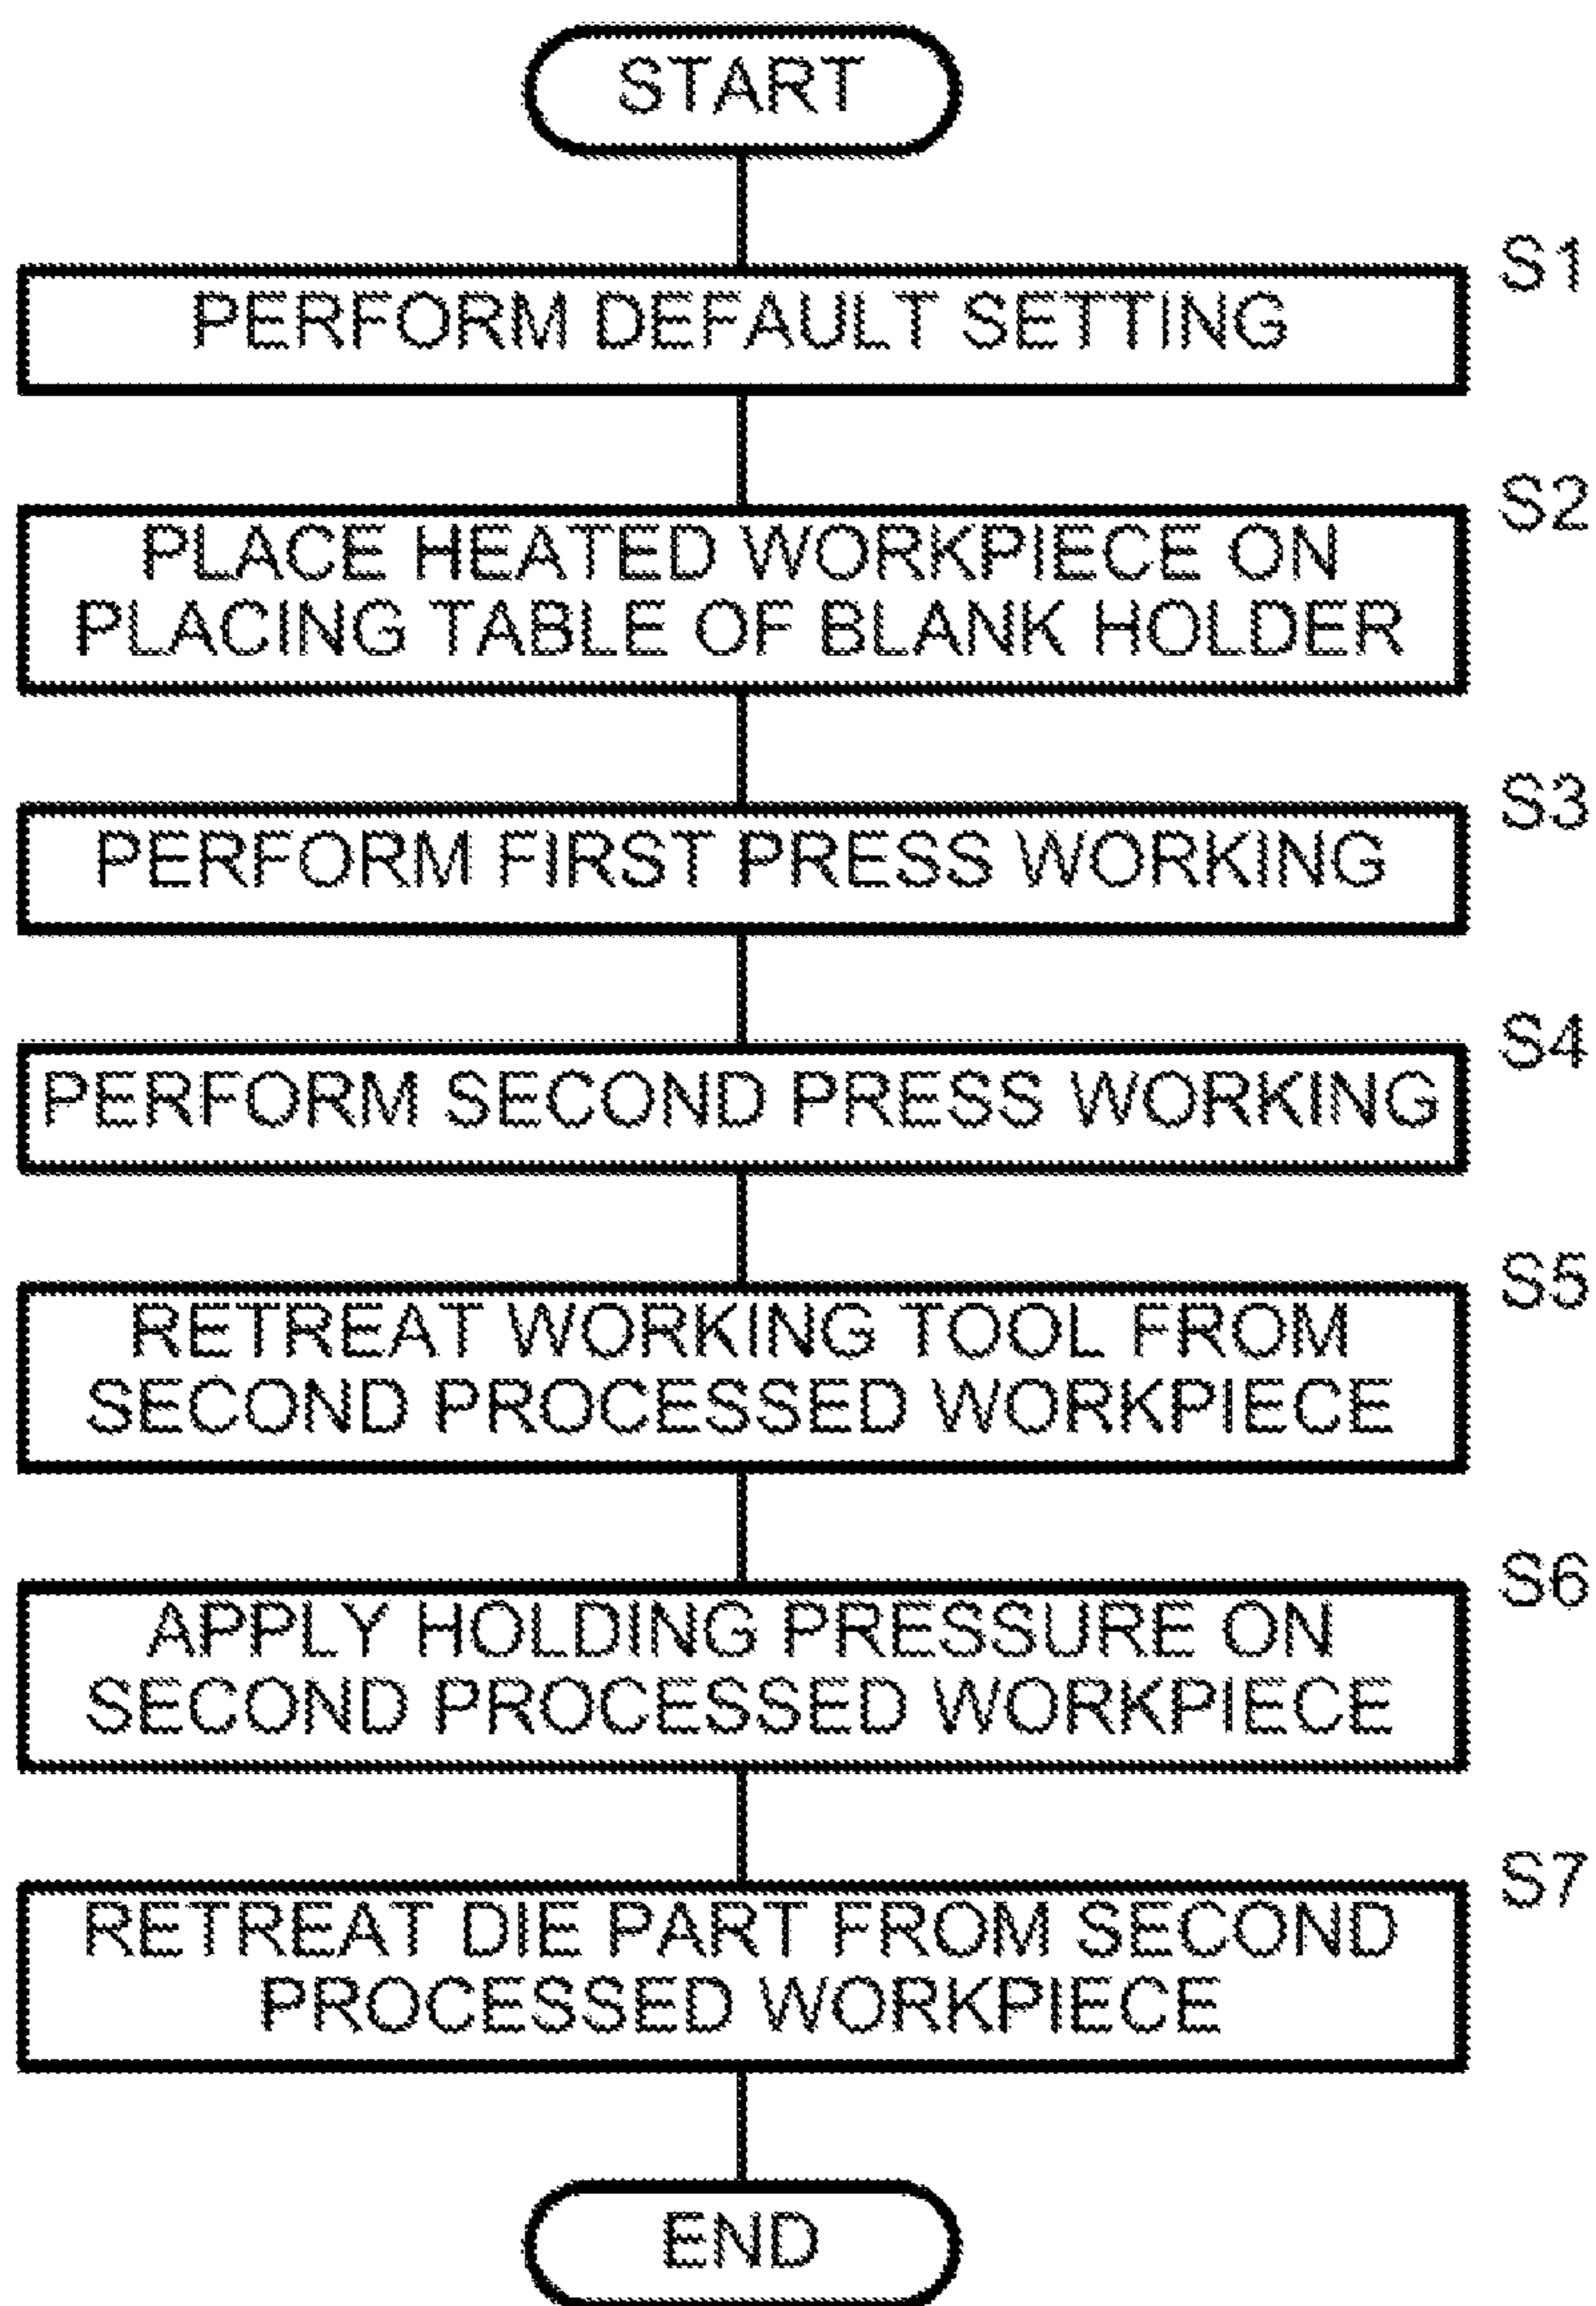 START
S1
PERFORM DEFAULT SETTING
S2
PLACE HEATED WORKPIECE ON
PLACING TABLE OF BLANK HOLDER
S3
PERFORM FIRST PRESS WORKING
S4
PERFORM SECOND PRESS WORKING
S5
RETREAT WORKING TOOL FROM
SECOND PROCESSED WORKPIECE
S6
APPLY HOLDING PRESSURE ON
SECOND PROCESSED WORKPIECE
S7
RETREAT DIE PART FROM SECOND
PROCESSED WORKPIECE
END